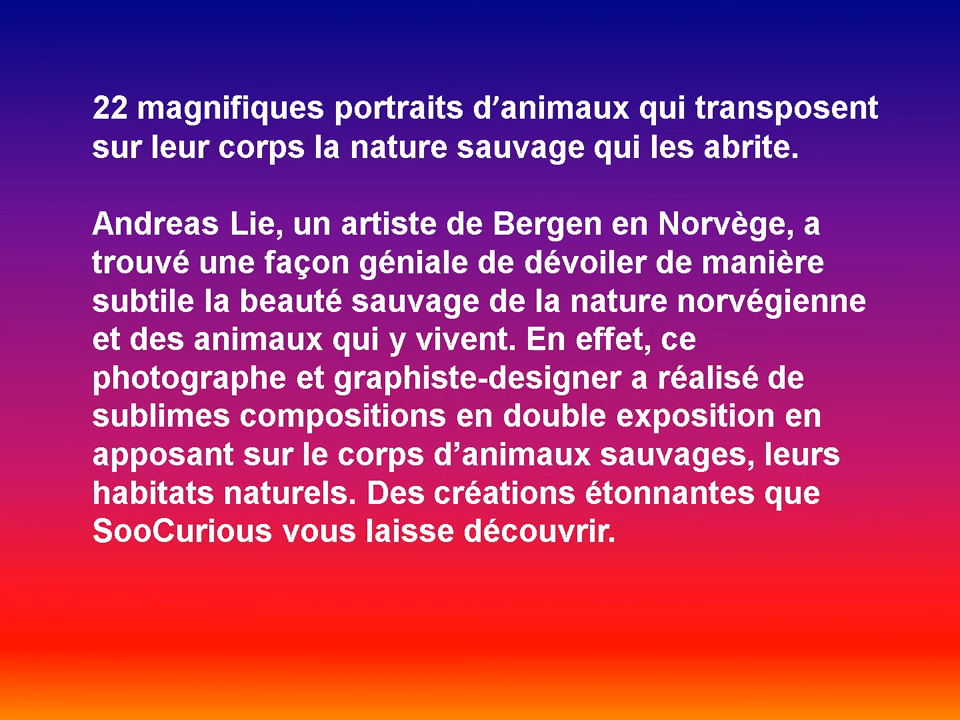 22 magnifiques portraits d’animaux qui transposent
sur leur corps la nature sauvage qui les abrite.
Andreas Lie, un artiste de Bergen en Norvège, a
trouvé une façon géniale de dévoiler de manière
subtile la beauté sauvage de la nature norvégienne
et des animaux qui y vivent. En effet, ce
photographe et graphiste-designer a réalisé de
sublimes compositions en double exposition en
apposant sur le corps d’animaux sauvages, leurs
habitats naturels. Des créations étonnantes que
SooCurious vous laisse découvrir.